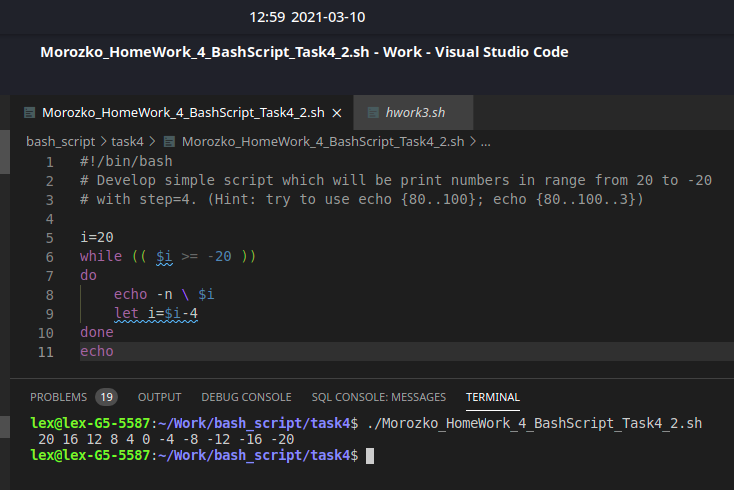 12:59 2021-03-10
Morozko_HomeWork_4_BashScript_Task4_2.sh - Work - Visual Studio Code
Morozko_HomeWork_4_BashScript_Task4_2.sh × hwork3.sh
bash_script > task4 > Morozko_HomeWork_4_BashScript_Task4_2.sh > ...
1 #!/bin/bash
2 # Develop simple script which will be print numbers in range from 20 to -20
3 # with step=4. (Hint: try to use echo {80..100}; echo {80..100..3})
4
5 i=20
6 while (( $i >= -20 ))
7 do
8     echo -n \ $i
9     let i=$i-4
10 done
11 echo
PROBLEMS 19 OUTPUT DEBUG CONSOLE SQL CONSOLE: MESSAGES TERMINAL
lex@lex-G5-5587:~/Work/bash_script/task4$ ./Morozko_HomeWork_4_BashScript_Task4_2.sh
 20 16 12 8 4 0 -4 -8 -12 -16 -20
lex@lex-G5-5587:~/Work/bash_script/task4$